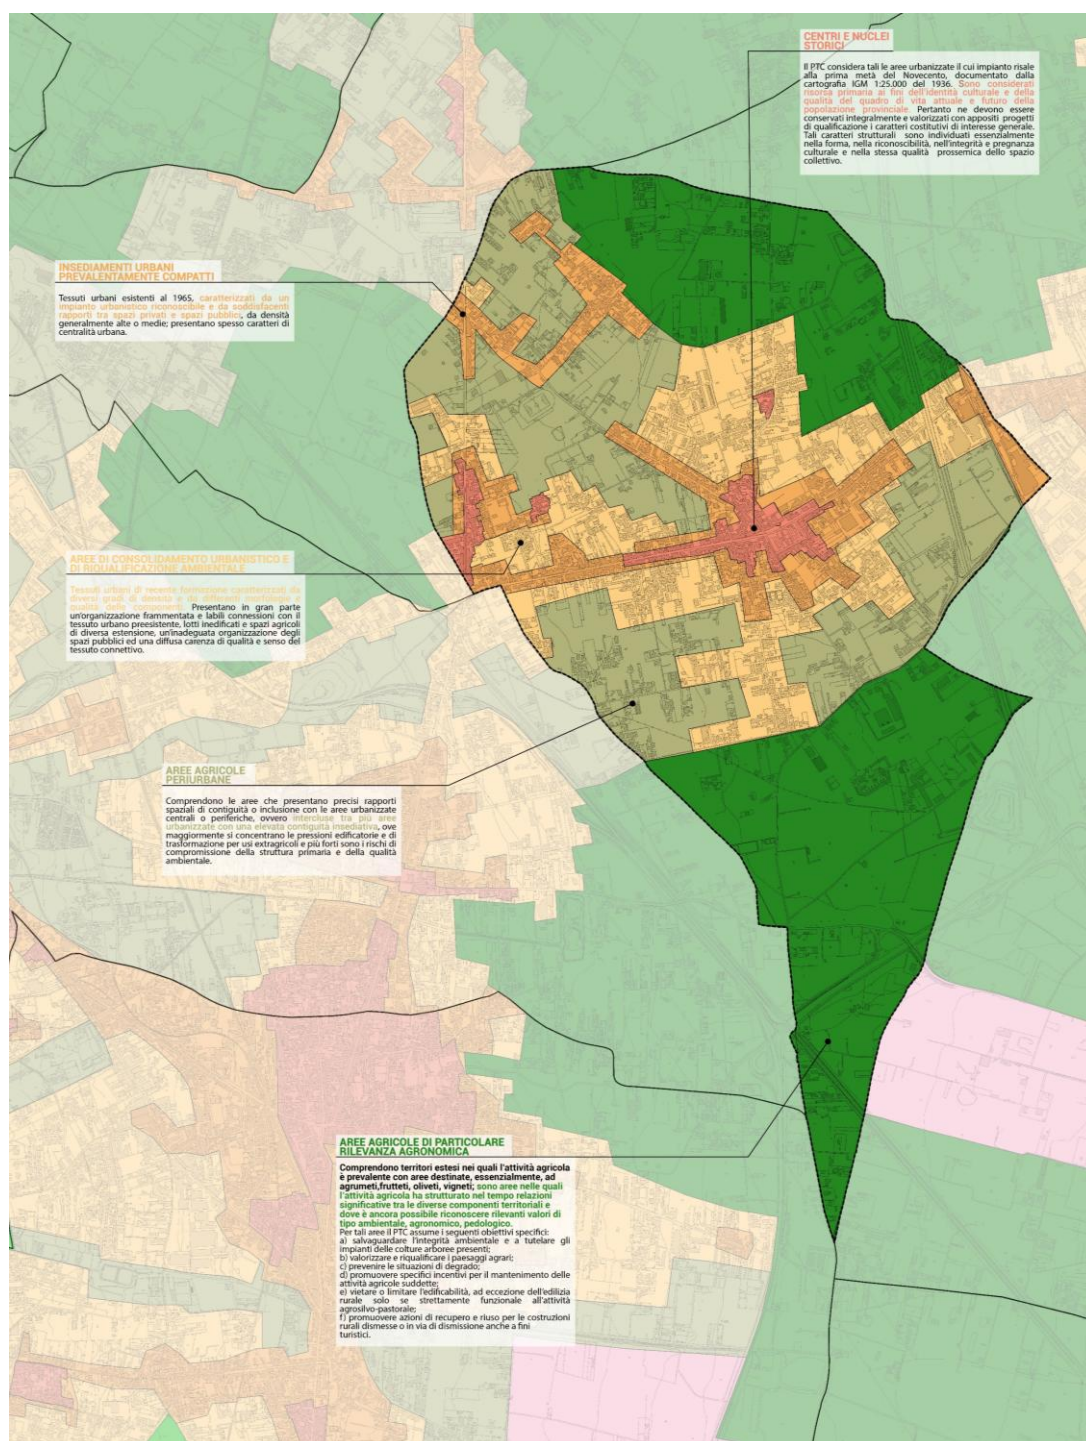 CENTRI E NUCLEI
STORICI
Il PTC considera tali le aree urbanizzate il cui impianto risale
alla prima metà del Novecento, documentato dalla
cartografia IGM 1:25.000 del 1936. Sono considerati
risorsa primaria ai fini dell'identità culturale e della
qualità del quadro di vita attuale e futuro della
popolazione provinciale. Pertanto ne devono essere
conservati integralmente e valorizzati con appositi progetti
di qualificazione i caratteri costitutivi di interesse generale.
Tali caratteri strutturali sono individuati essenzialmente
nella forma, nella riconoscibilità, nell'integrità e pregnanza
culturale e nella stessa qualità prossemica dello spazio
collettivo.
INSEDIAMENTI URBANI
PREVALENTAMENTE COMPATTI
Tessuti urbani esistenti al 1965, caratterizzati da un
impianto urbanistico riconoscibile e da soddisfacenti
rapporti tra spazi privati e spazi pubblici, da densità
generalmente alte o medie; presentano spesso caratteri di
centralità urbana.
AREE DI CONSOLIDAMENTO URBANISTICO E
DI RIQUALIFICAZIONE AMBIENTALE
Tessuti urbani di recente formazione caratterizzati da
diversi gradi di densità e da differenti morfologie e
qualità delle componenti. Presentano in gran parte
un'organizzazione frammentata e labili connessioni con il
tessuto urbano preesistente, lotti inedificati e spazi agricoli
di diversa estensione, un'inadeguata organizzazione degli
spazi pubblici ed una diffusa carenza di qualità e senso del
tessuto connettivo.
AREE AGRICOLE
PERIURBANE
Comprendono le aree che presentano precisi rapporti
spaziali di contiguità o inclusione con le aree urbanizzate
centrali o periferiche, ovvero intercluse tra più aree
urbanizzate con una elevata contiguità insediativa, ove
maggiormente si concentrano le pressioni edificatorie e di
trasformazione per usi extragricoli e più forti sono i rischi di
compromissione della struttura primaria e della qualità
ambientale.
AREE AGRICOLE DI PARTICOLARE
RILEVANZA AGRONOMICA
Comprendono territori estesi nei quali l'attività agricola
è prevalente con aree destinate, essenzialmente, ad
agrumeti,frutteti, oliveti, vigneti; sono aree nelle quali
l'attività agricola ha strutturato nel tempo relazioni
significative tra le diverse componenti territoriali e
dove è ancora possibile riconoscere rilevanti valori di
tipo ambientale, agronomico, pedologico.
Per tali aree il PTC assume i seguenti obiettivi specifici:
a) salvaguardare l'integrità ambientale e a tutelare gli
impianti delle colture arboree presenti;
b) valorizzare e riqualificare i paesaggi agrari;
c) prevenire le situazioni di degrado;
d) promuovere specifici incentivi per il mantenimento delle
attività agricole suddette;
e) vietare o limitare l'edificabilità, ad eccezione dell'edilizia
rurale solo se strettamente funzionale all'attività
agrosilvo-pastorale;
f) promuovere azioni di recupero e riuso per le costruzioni
rurali dismesse o in via di dismissione anche a fini
turistici.